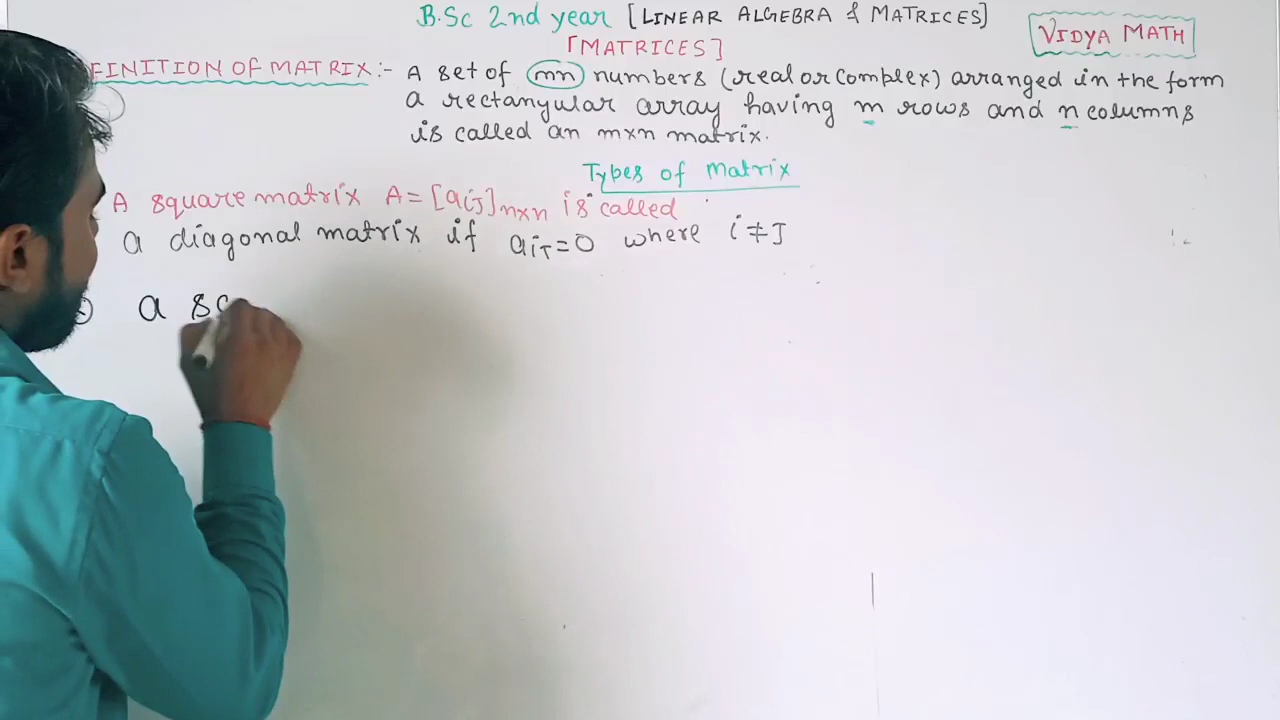 B.Sc 2nd year [LINEAR ALGEBRA & MATRICES]
[MATRICES]
VIDYA MATH
EFINITION OF MATRIX :- A set of mn numbers (real or complex) arranged in the form
a rectangular array having m rows and n columns
is called an m×n matrix.
Types of Matrix
A square matrix A = [aij]n×n is called
a diagonal matrix if aij = 0 where i ≠ J
a sc